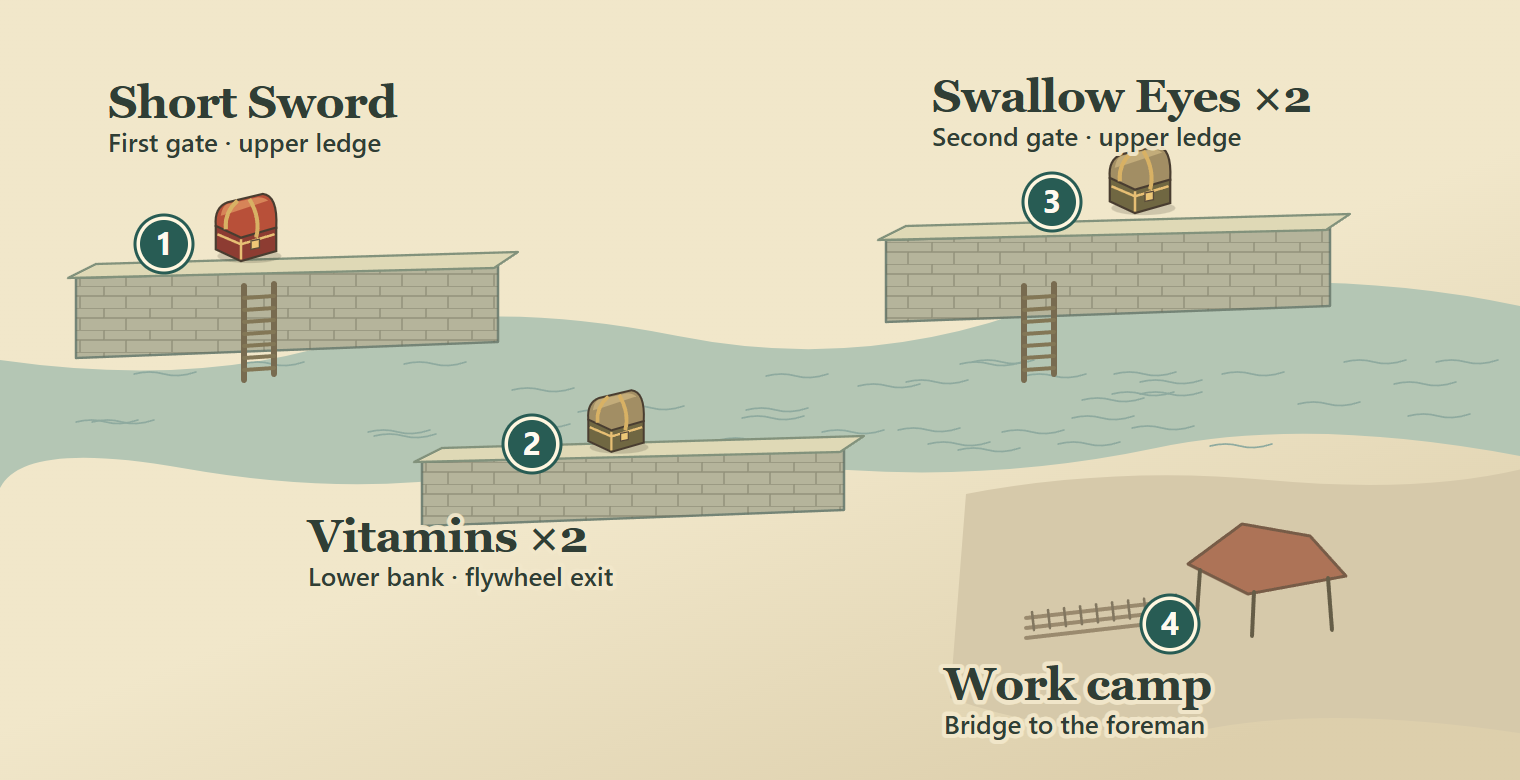 Short Sword
First gate · upper ledge
1
Swallow Eyes ×2
Second gate · upper ledge
3
2
Vitamins ×2
Lower bank · flywheel exit
4
Work camp
Bridge to the foreman